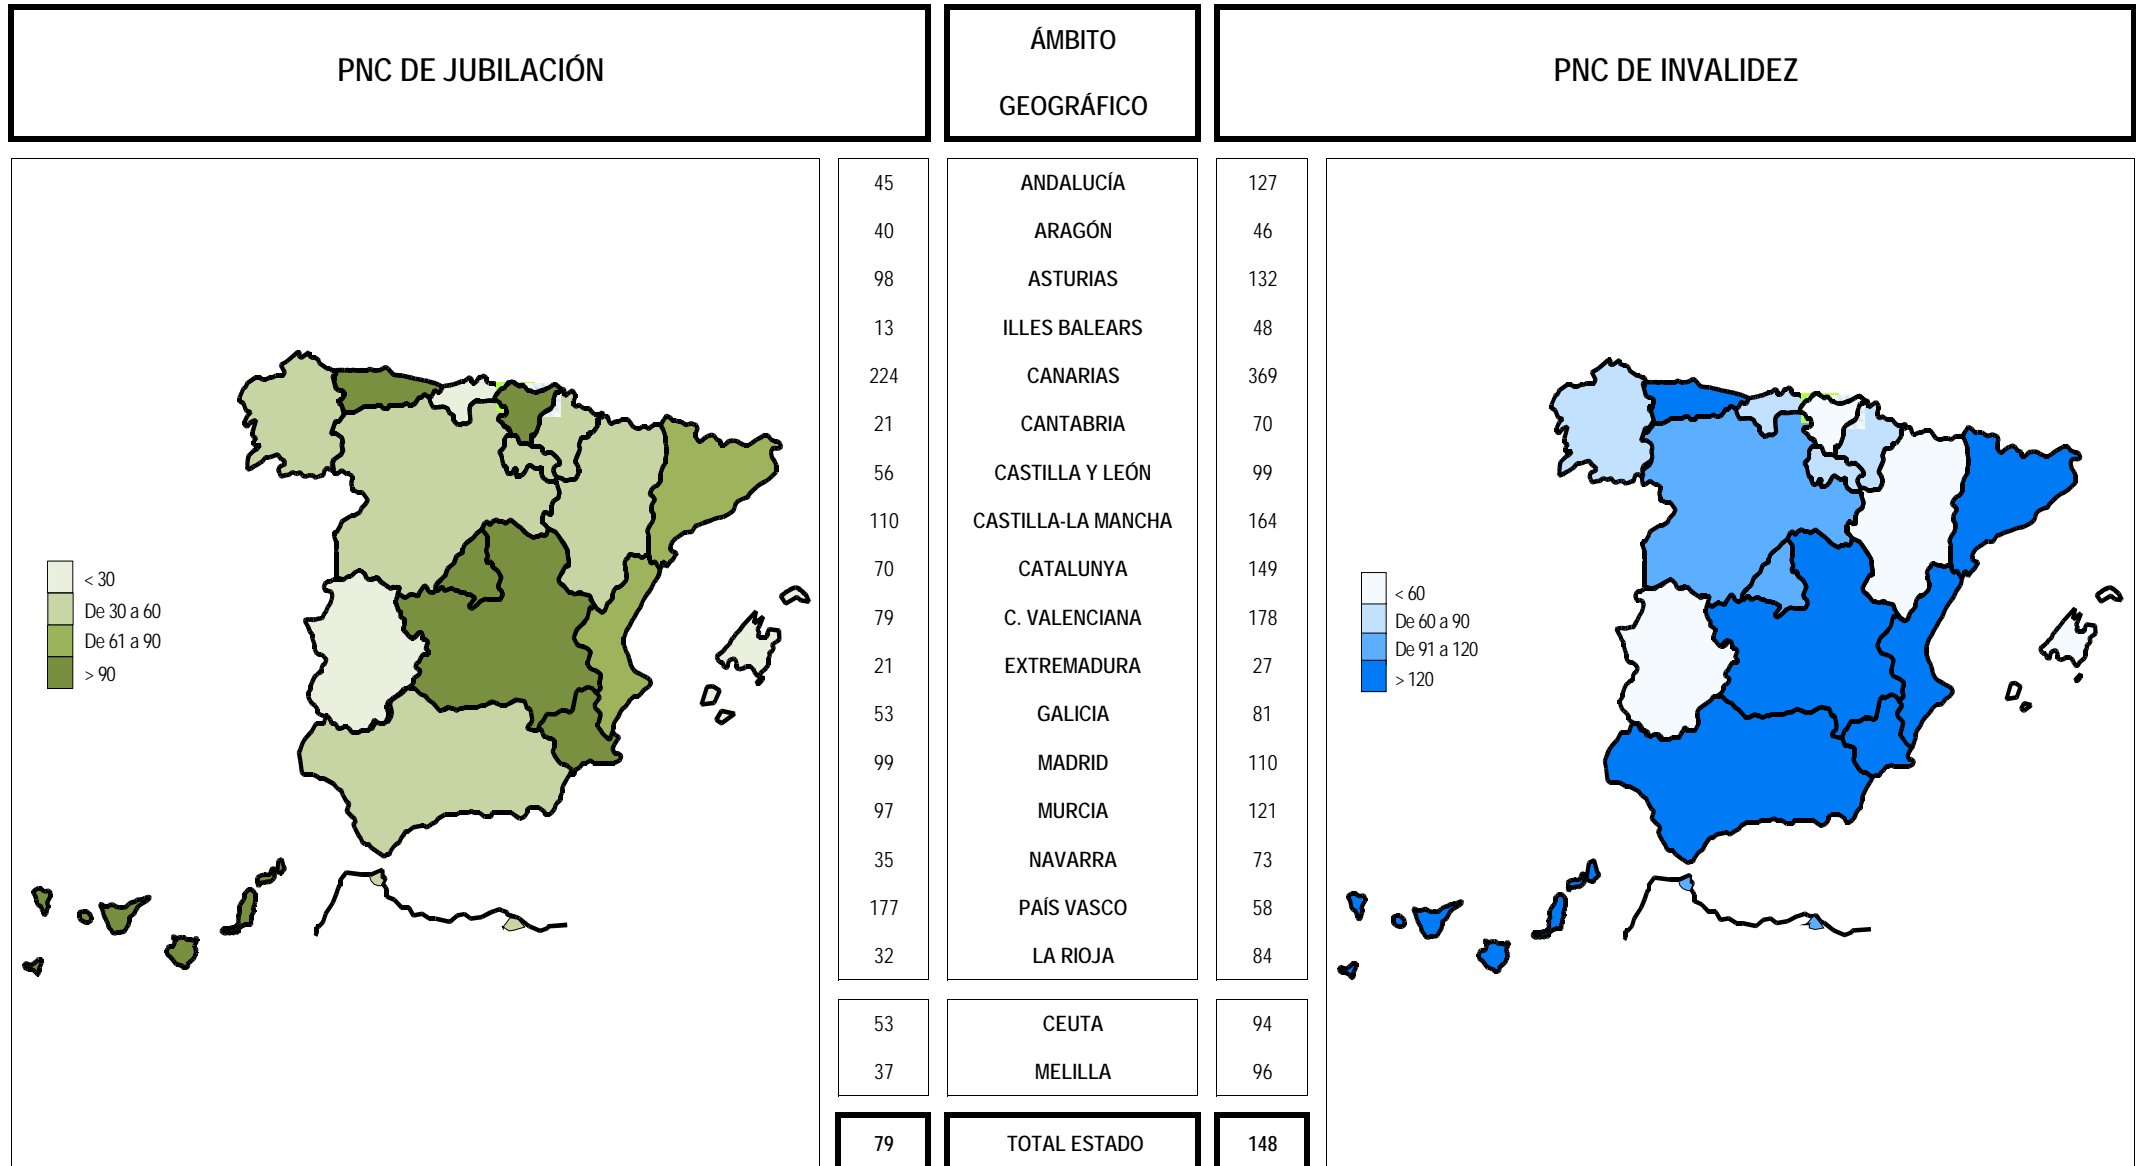 PNC DE JUBILACIÓN
ÁMBITO
GEOGRÁFICO
PNC DE INVALIDEZ
45 ANDALUCÍA 127
40 ARAGÓN 46
98 ASTURIAS 132
13 ILLES BALEARS 48
224 CANARIAS 369
21 CANTABRIA 70
56 CASTILLA Y LEÓN 99
110 CASTILLA-LA MANCHA 164
70 CATALUNYA 149
79 C. VALENCIANA 178
21 EXTREMADURA 27
53 GALICIA 81
99 MADRID 110
97 MURCIA 121
35 NAVARRA 73
177 PAÍS VASCO 58
32 LA RIOJA 84
53 CEUTA 94
37 MELILLA 96
79 TOTAL ESTADO 148
< 30
De 30 a 60
De 61 a 90
> 90
< 60
De 60 a 90
De 91 a 120
> 120